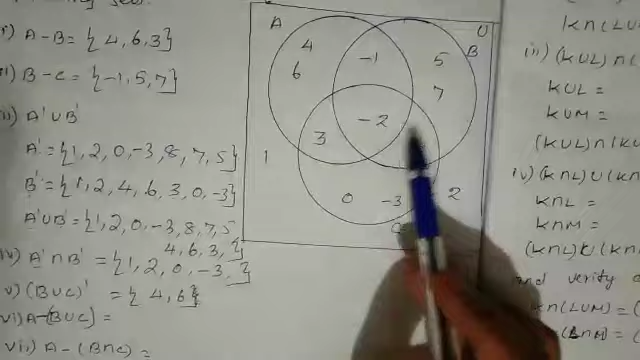 i) A-B = {4, 6, 3}
ii) B-C = {-1, 5, 7}
iii) A'∪B'
A' = {1, 2, 0, -3, 8, 7, 5}
B' = {1, 2, 4, 6, 3, 0, -3}
A'∪B' = {1, 2, 0, -3, 8, 7, 5
4, 6, 3, }
iv) A'∩B' = {1, 2, 0, -3, }
v) (B∪C)' = {4, 6}
vi) A-(B∪C) =
vii) A-(B∩C) =
A
U
B
4
6
-1
5
7
-2
3
1
0
-3
2
C
K∩(L∪M
iii) (K∪L)∩
K∪L =
K∪M =
(K∪L)∩(K∪
iv) (K∩L)∪(K
K∩L =
K∩M =
(K∩L)∪(K∩
and verify
K∩(L∪M) = (